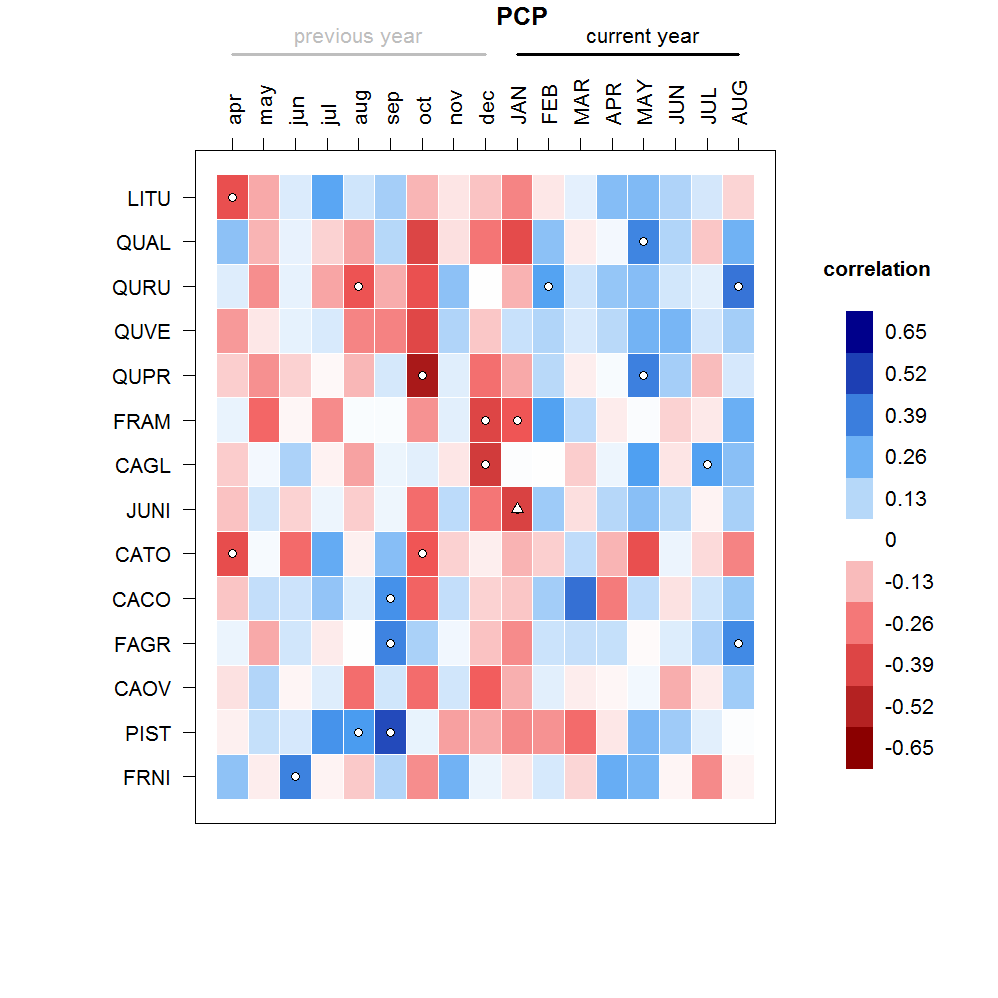 PCP
previous year
current year
apr may jun jul aug sep oct nov dec JAN FEB MAR APR MAY JUN JUL AUG
LITU
QUAL
QURU
QUVE
QUPR
FRAM
CAGL
JUNI
CATO
CACO
FAGR
CAOV
PIST
FRNI
correlation
0.65
0.52
0.39
0.26
0.13
0
-0.13
-0.26
-0.39
-0.52
-0.65